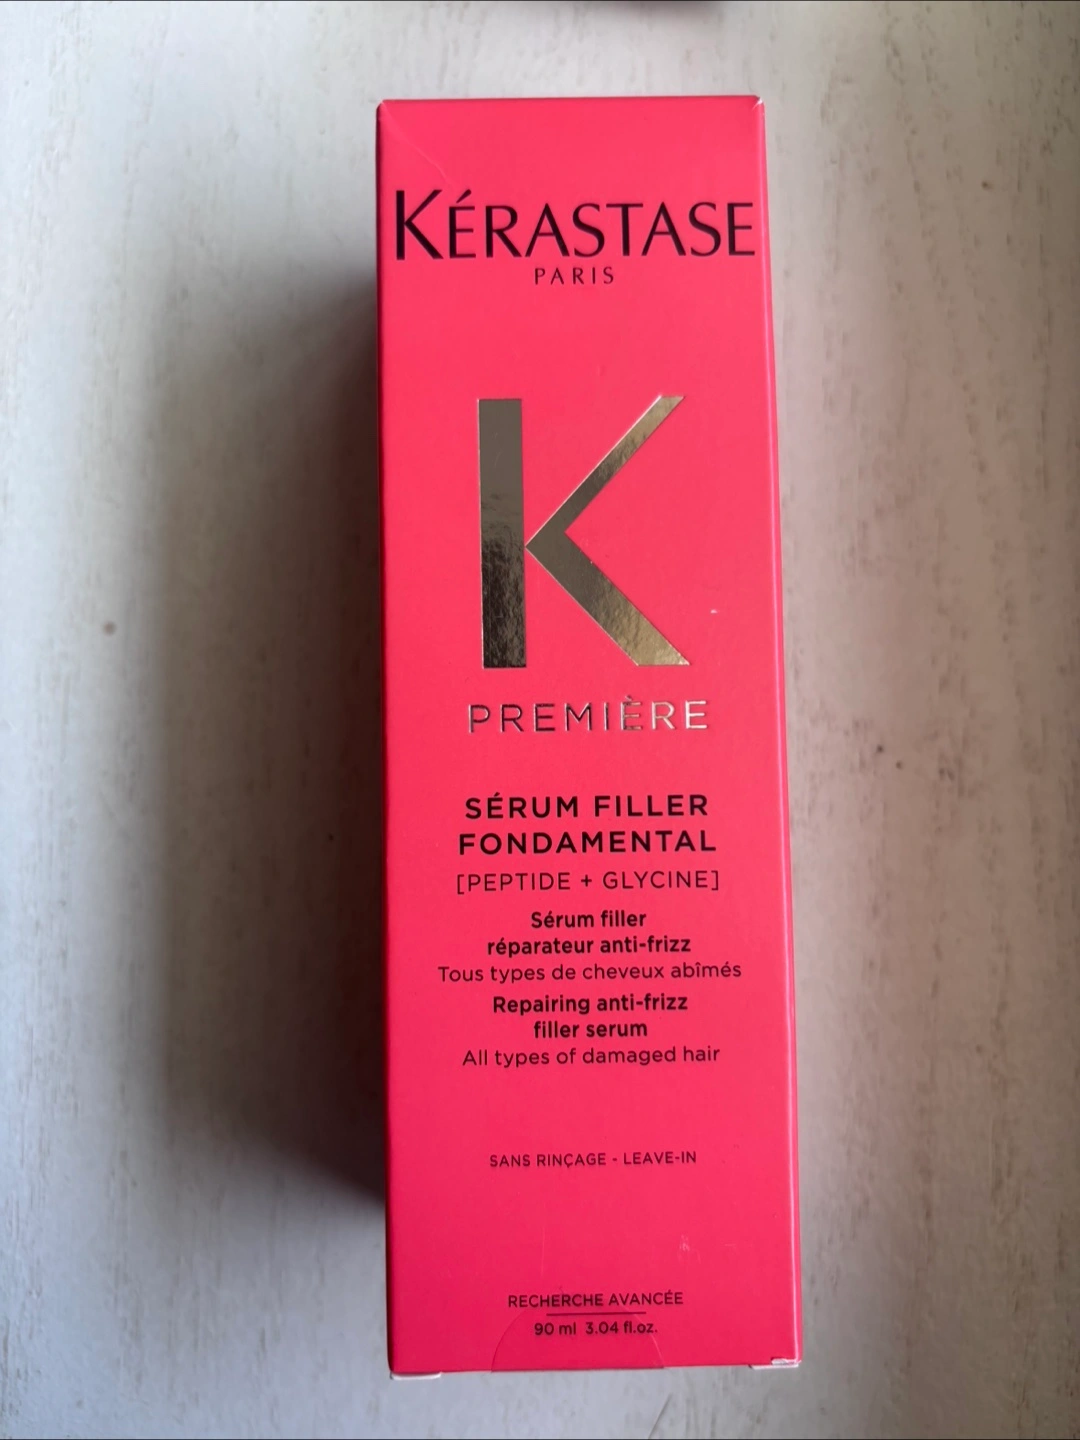 KÉRASTASE
PARIS
K
PREMIÈRE
SÉRUM FILLER
FONDAMENTAL
[PEPTIDE + GLYCINE]
Sérum filler
réparateur anti-frizz
Tous types de cheveux abîmés
Repairing anti-frizz
filler serum
All types of damaged hair
SANS RINÇAGE - LEAVE-IN
RECHERCHE AVANCÉE
90 ml 3.04 fl.oz.